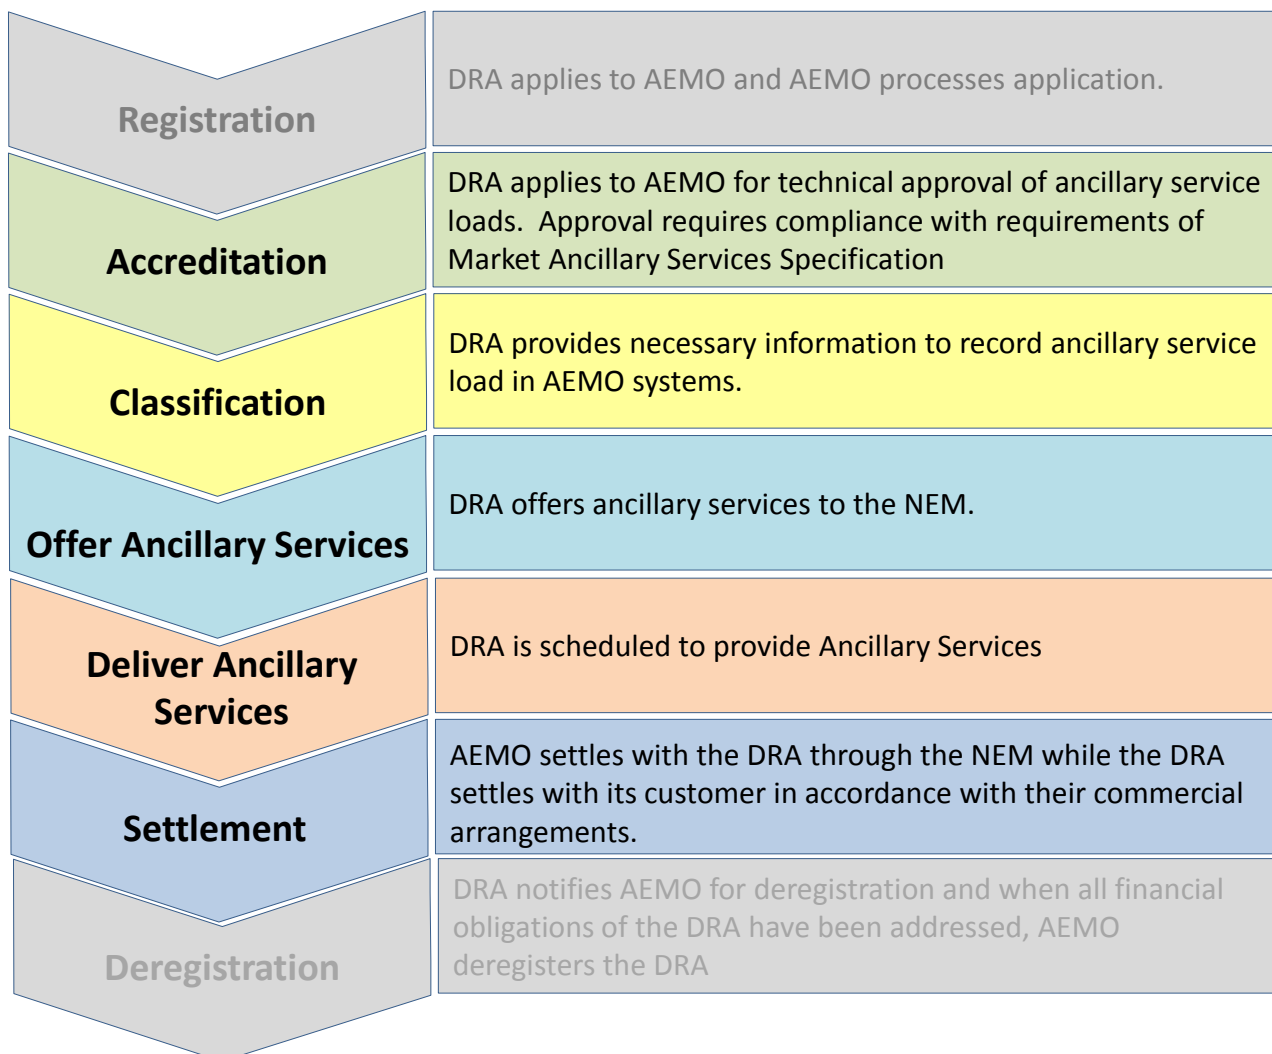 Registration
DRA applies to AEMO and AEMO processes application.
Accreditation
DRA applies to AEMO for technical approval of ancillary service
loads.  Approval requires compliance with requirements of
Market Ancillary Services Specification
Classification
DRA provides necessary information to record ancillary service
load in AEMO systems.
Offer Ancillary Services
DRA offers ancillary services to the NEM.
Deliver Ancillary
Services
DRA is scheduled to provide Ancillary Services
Settlement
AEMO settles with the DRA through the NEM while the DRA
settles with its customer in accordance with their commercial
arrangements.
Deregistration
DRA notifies AEMO for deregistration and when all financial
obligations of the DRA have been addressed, AEMO
deregisters the DRA